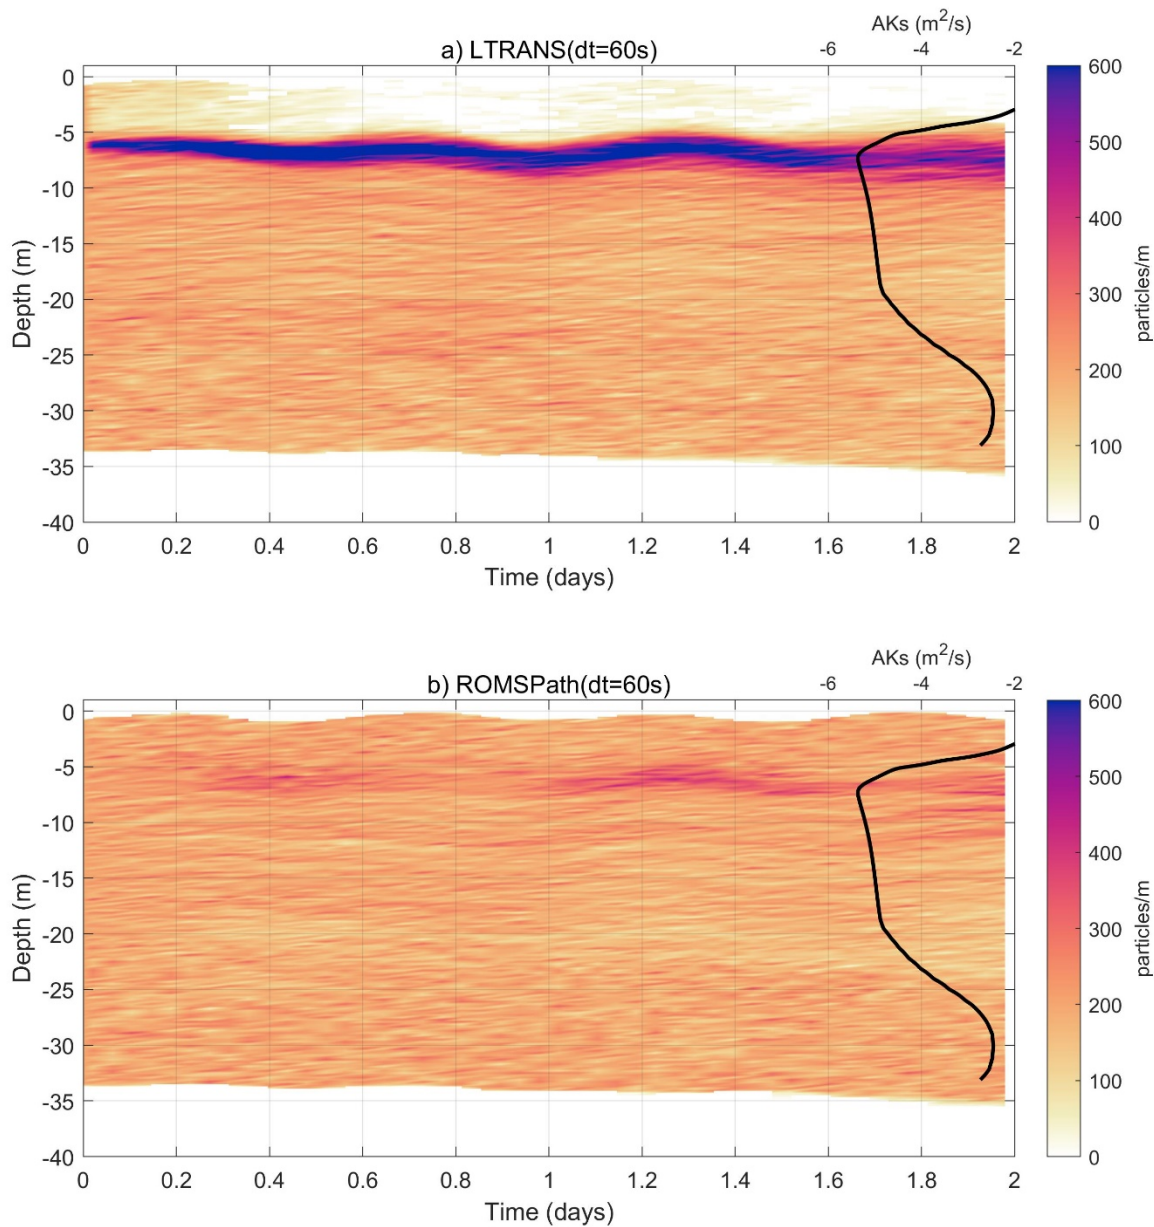 AKs (m²/s)
a) LTRANS(dt=60s)
-6 -4 -2
0
-5
-10
-15
-20
-25
-30
-35
-40
Depth (m)
0 0.2 0.4 0.6 0.8 1 1.2 1.4 1.6 1.8 2
Time (days)
600
500
400
300
200
100
0
particles/m
AKs (m²/s)
b) ROMSPath(dt=60s)
-6 -4 -2
0
-5
-10
-15
-20
-25
-30
-35
-40
Depth (m)
0 0.2 0.4 0.6 0.8 1 1.2 1.4 1.6 1.8 2
Time (days)
600
500
400
300
200
100
0
particles/m